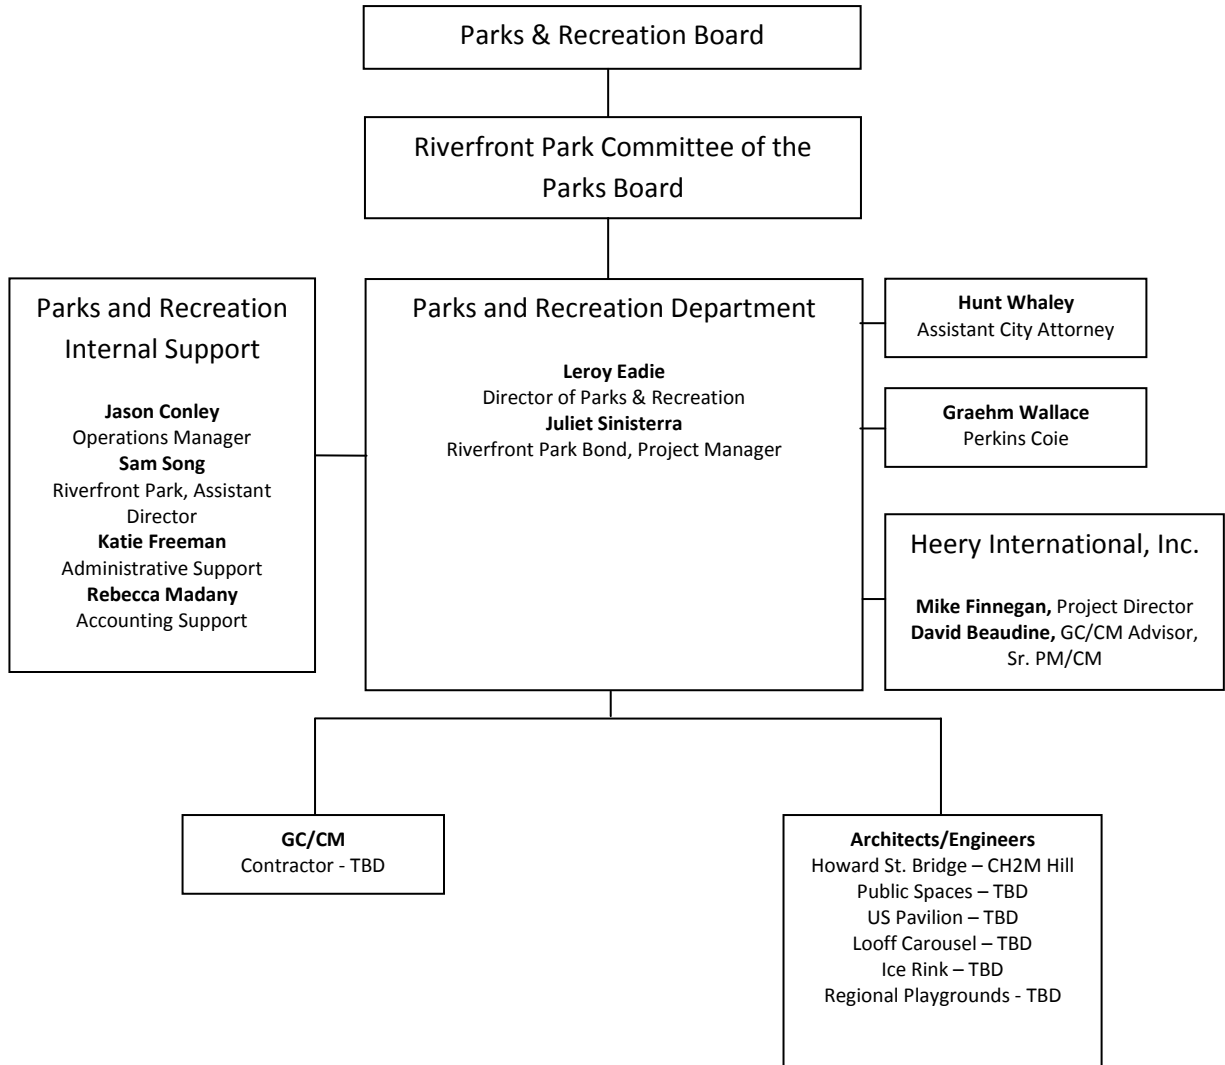 Parks & Recreation Board
Riverfront Park Committee of the
Parks Board
Parks and Recreation
Internal Support
Jason Conley
Operations Manager
Sam Song
Riverfront Park, Assistant
Director
Katie Freeman
Administrative Support
Rebecca Madany
Accounting Support
Parks and Recreation Department
Leroy Eadie
Director of Parks & Recreation
Juliet Sinisterra
Riverfront Park Bond, Project Manager
Hunt Whaley
Assistant City Attorney
Graehm Wallace
Perkins Coie
Heery International, Inc.
Mike Finnegan, Project Director
David Beaudine, GC/CM Advisor,
Sr. PM/CM
GC/CM
Contractor - TBD
Architects/Engineers
Howard St. Bridge – CH2M Hill
Public Spaces – TBD
US Pavilion – TBD
Looff Carousel – TBD
Ice Rink – TBD
Regional Playgrounds - TBD